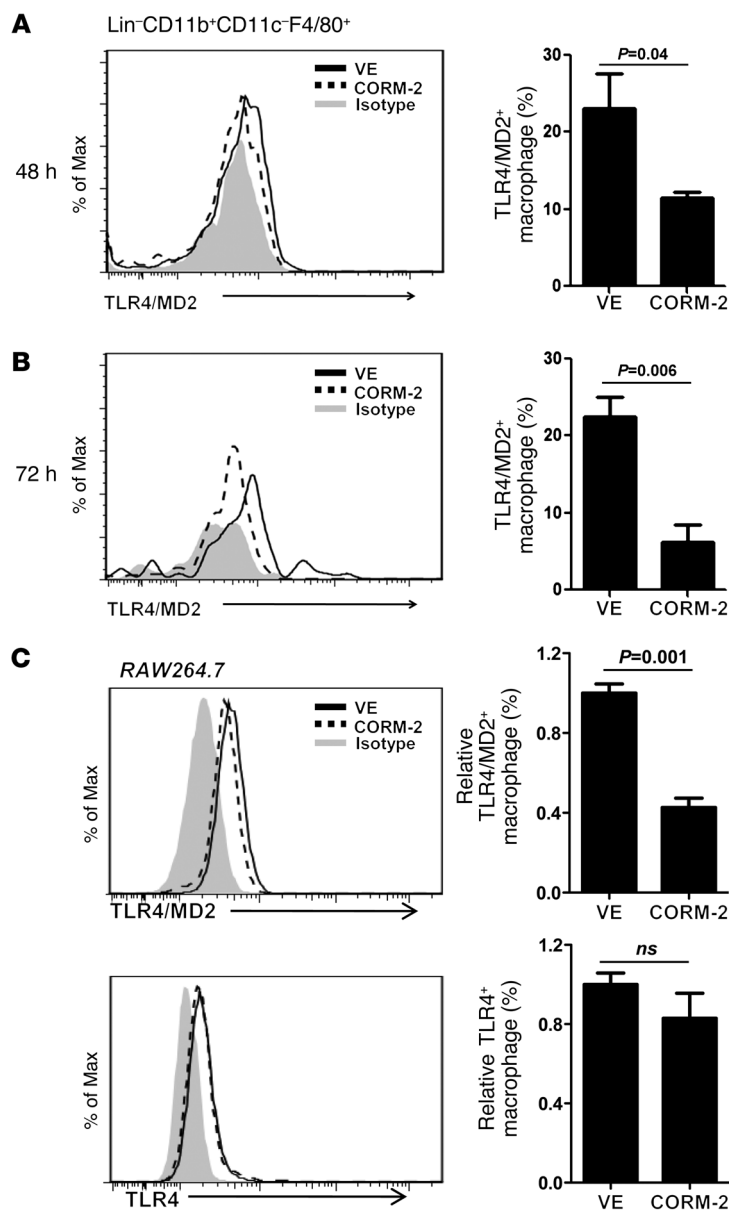 A
Lin⁻CD11b⁺CD11c⁻F4/80⁺
48 h
% of Max
VE
CORM-2
Isotype
TLR4/MD2
TLR4/MD2⁺
macrophage (%)
30
20
10
0
P=0.04
VE CORM-2
B
72 h
% of Max
VE
CORM-2
Isotype
TLR4/MD2
TLR4/MD2⁺
macrophage (%)
30
20
10
0
P=0.006
VE CORM-2
C
RAW264.7
% of Max
VE
CORM-2
Isotype
TLR4/MD2
Relative
TLR4/MD2⁺
macrophage (%)
1.2
0.8
0.4
0.0
P=0.001
VE CORM-2
% of Max
TLR4
Relative TLR4⁺
macrophage (%)
1.2
0.8
0.4
0.0
ns
VE CORM-2